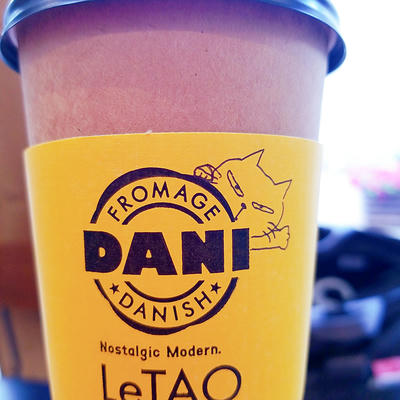 FROMAGE
DANI
★DANISH★
Nostalgic Modern.
LeTAO